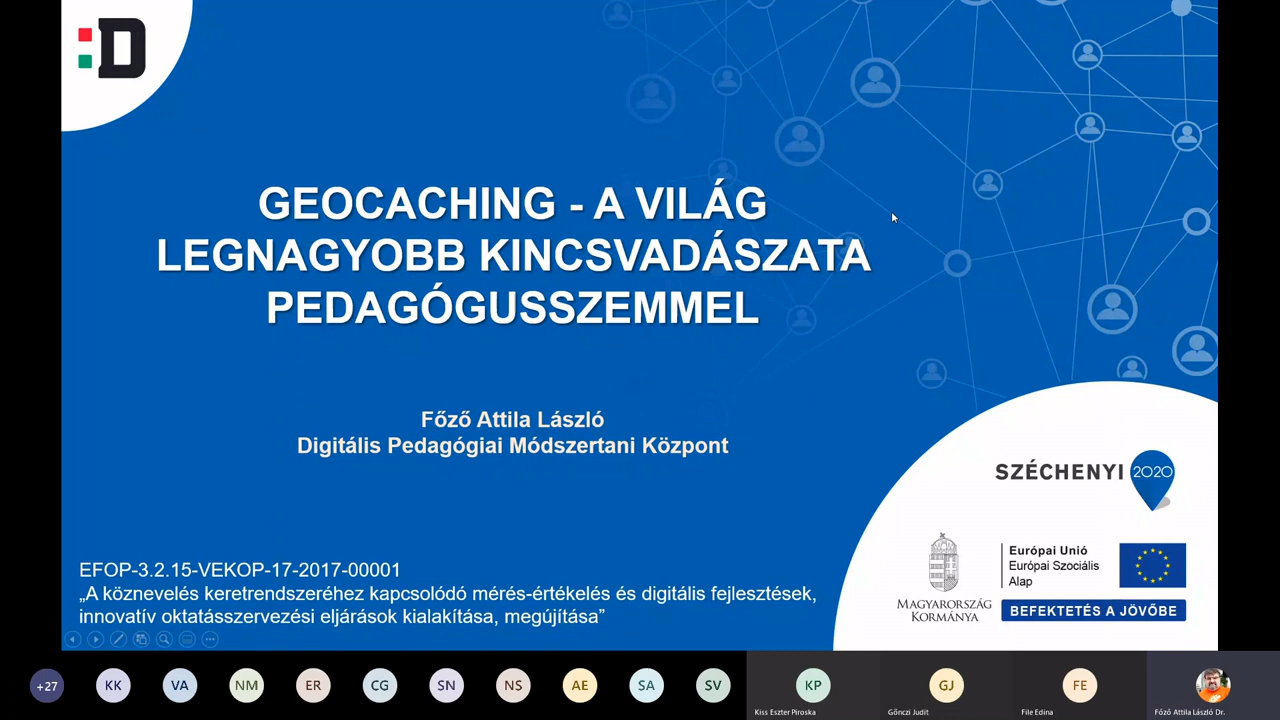 :D
GEOCACHING - A VILÁG
LEGNAGYOBB KINCSVADÁSZATA
PEDAGÓGUSSZEMMEL
Főző Attila László
Digitális Pedagógiai Módszertani Központ
SZÉCHENYI 2020
EFOP-3.2.15-VEKOP-17-2017-00001
„A köznevelés keretrendszeréhez kapcsolódó mérés-értékelés és digitális fejlesztések,
innovatív oktatásszervezési eljárások kialakítása, megújítása”
MAGYARORSZÁG
KORMÁNYA
Európai Unió
Európai Szociális
Alap
BEFEKTETÉS A JÖVŐBE
+27 KK VA NM ER CG SN NS AE SA SV KP GJ FE
Kiss Eszter Piroska Gőnczi Judit File Edina Főző Attila László Dr.